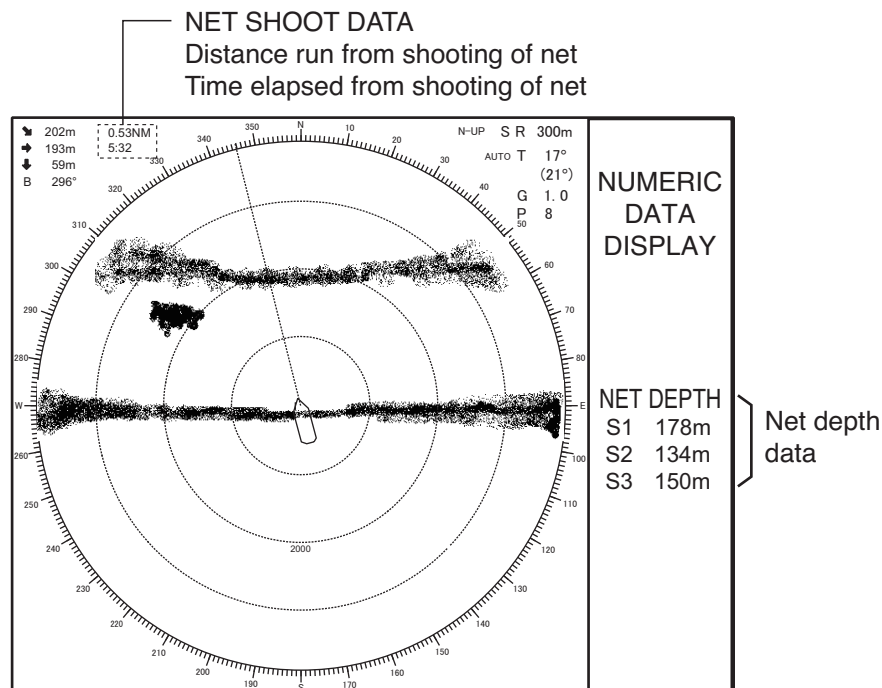 NET SHOOT DATA
Distance run from shooting of net
Time elapsed from shooting of net
➘ 202m
➔ 193m
🡇 59m
B 296°
0.53NM
5:32
N-UP S R 300m
AUTO T 17°
(21°)
G 1.0
P 8
N
10
20
30
40
50
60
70
80
E
100
110
120
130
140
150
160
170
S
190
200
210
220
230
240
250
260
W
280
290
300
310
320
330
340
350
2000
NUMERIC
DATA
DISPLAY
NET DEPTH
S1 178m
S2 134m
S3 150m
Net depth
data